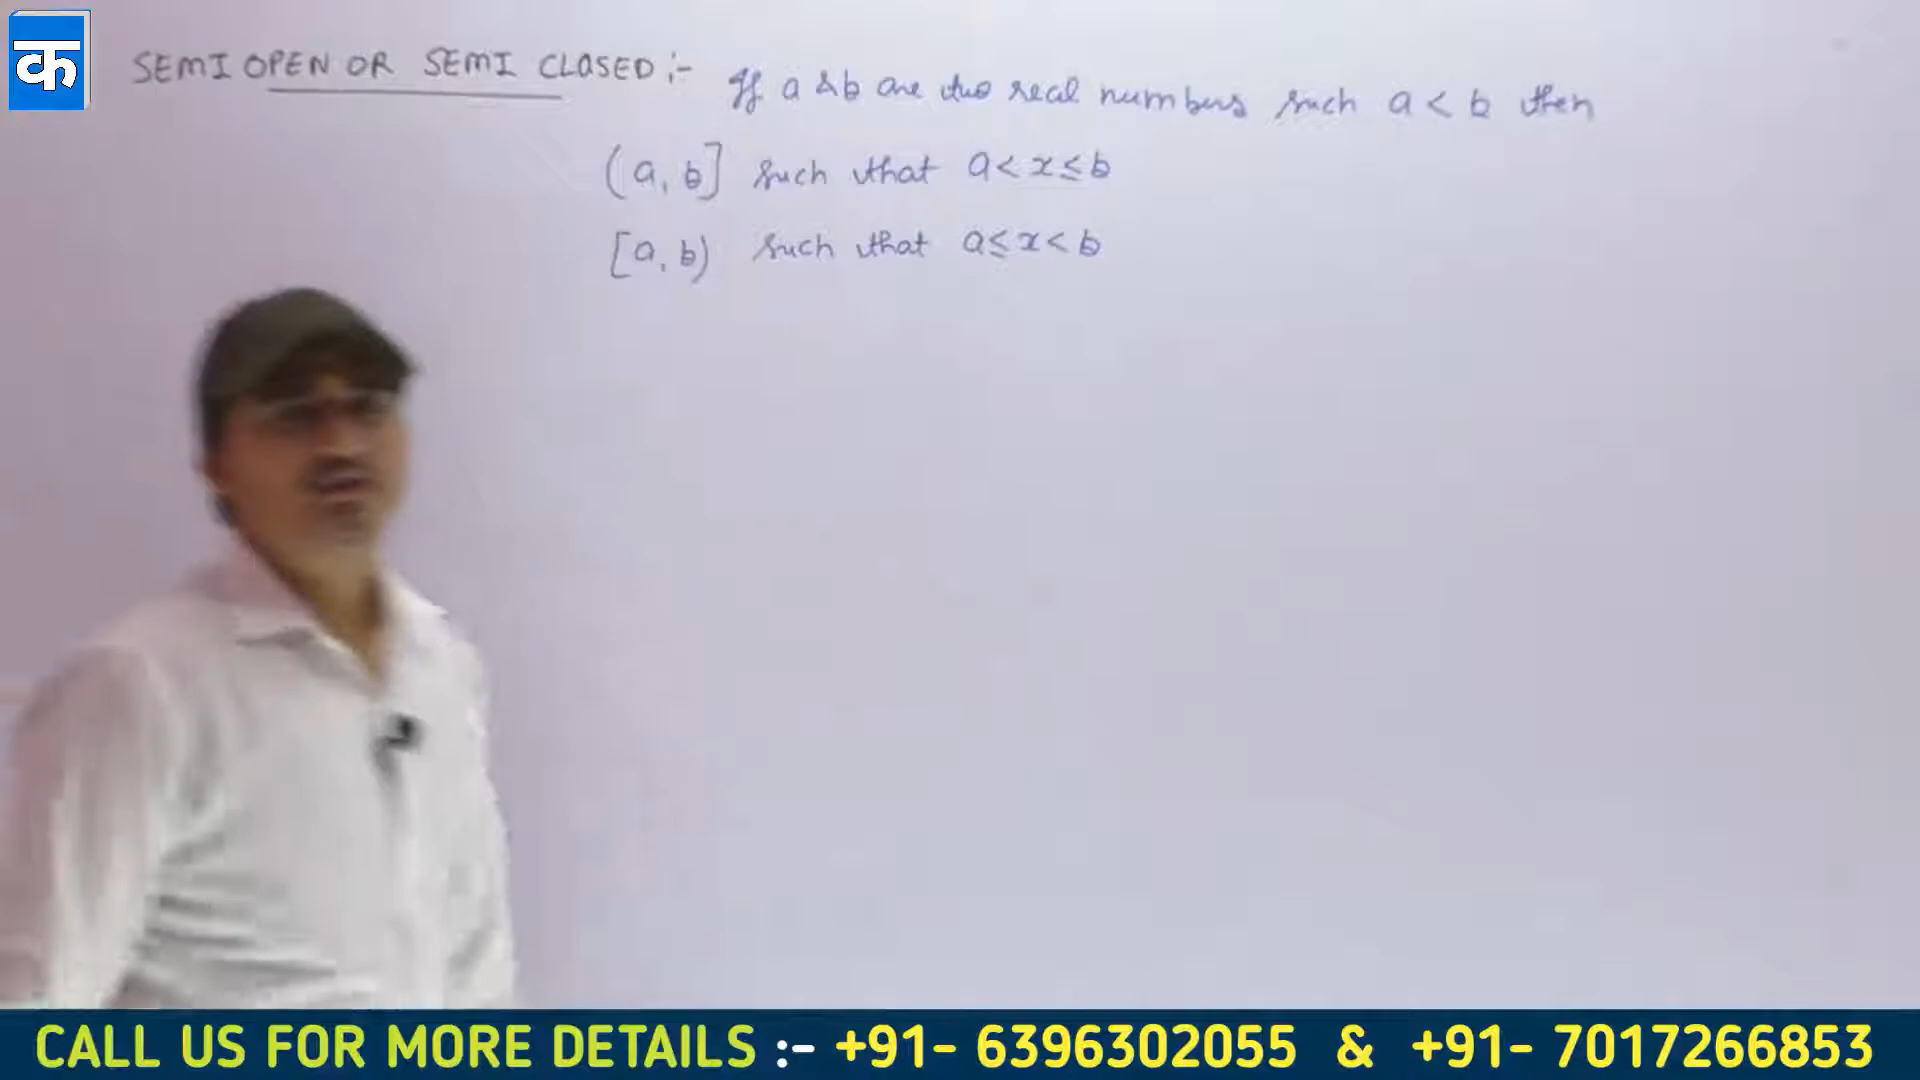 क
SEMI OPEN OR SEMI CLOSED :- If a & b are two real numbers such a < b then
(a, b] such that a < x ≤ b
[a, b) such that a ≤ x < b
CALL US FOR MORE DETAILS :- +91- 6396302055 & +91- 7017266853